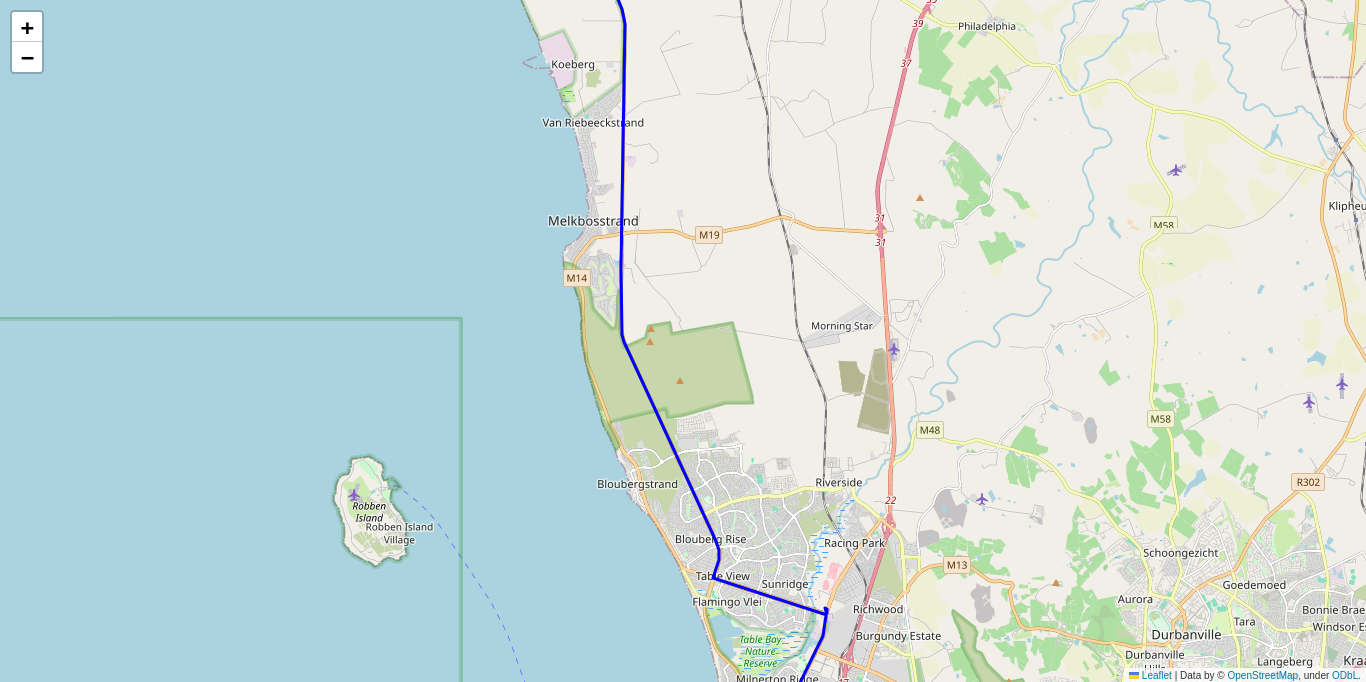 +
−
39
39
Philadelphia
37
Koeberg
Van Riebeeckstrand
Klipheu
Melkbosstrand
31
M58
M19
31
M14
Morning Star
M58
M48
R302
Riverside
Bloubergstrand
22
Robben
Island
Robben Island
Village
Blouberg Rise
Racing Park
Schoongezicht
M13
Table View
Sunridge
Goedemoed
Aurora
Flamingo Vlei
Richwood
Bonnie Brae
Tara
Windsor Es
Burgundy Estate
Durbanville
Table Bay
Nature
Reserve
Durbanville
Hills
Langeberg
Kraa
Milnerton Ridge
17
Leaflet | Data by © OpenStreetMap, under ODbL.